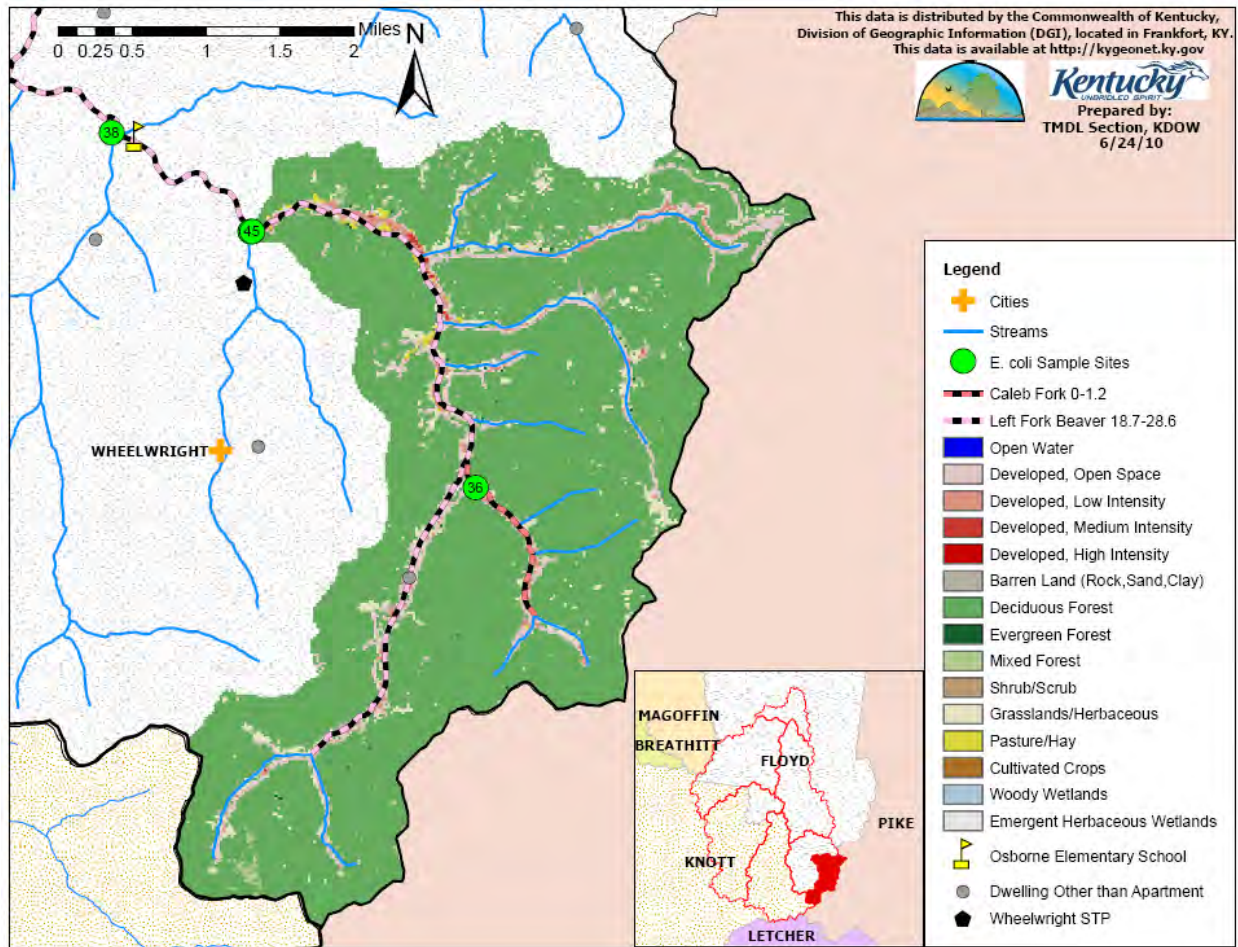 This data is distributed by the Commonwealth of Kentucky,
Division of Geographic Information (DGI), located in Frankfort, KY.
This data is available at http://kygeonet.ky.gov
Kentucky
UNBRIDLED SPIRIT
Prepared by:
TMDL Section, KDOW
6/24/10
Miles
0 0.25 0.5 1 1.5 2
N
38
45
WHEELWRIGHT
36
Legend
Cities
Streams
E. coli Sample Sites
Caleb Fork 0-1.2
Left Fork Beaver 18.7-28.6
Open Water
Developed, Open Space
Developed, Low Intensity
Developed, Medium Intensity
Developed, High Intensity
Barren Land (Rock,Sand,Clay)
Deciduous Forest
Evergreen Forest
Mixed Forest
Shrub/Scrub
Grasslands/Herbaceous
Pasture/Hay
Cultivated Crops
Woody Wetlands
Emergent Herbaceous Wetlands
Osborne Elementary School
Dwelling Other than Apartment
Wheelwright STP
MAGOFFIN
BREATHITT
FLOYD
PIKE
KNOTT
LETCHER